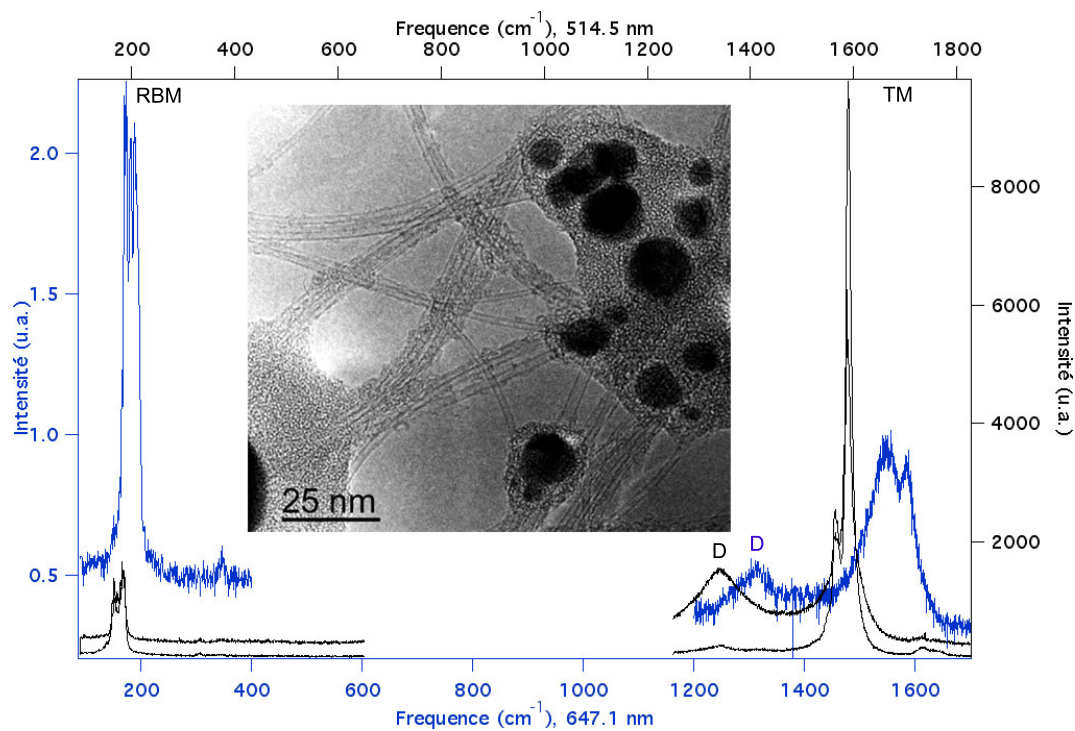 Frequence (cm-1), 514.5 nm
200 400 600 800 1000 1200 1400 1600 1800
RBM
TM
2.0
1.5
1.0
0.5
Intensité (u.a.)
25 nm
D
D
8000
6000
4000
2000
Intensité (u.a.)
200 400 600 800 1000 1200 1400 1600
Frequence (cm-1), 647.1 nm